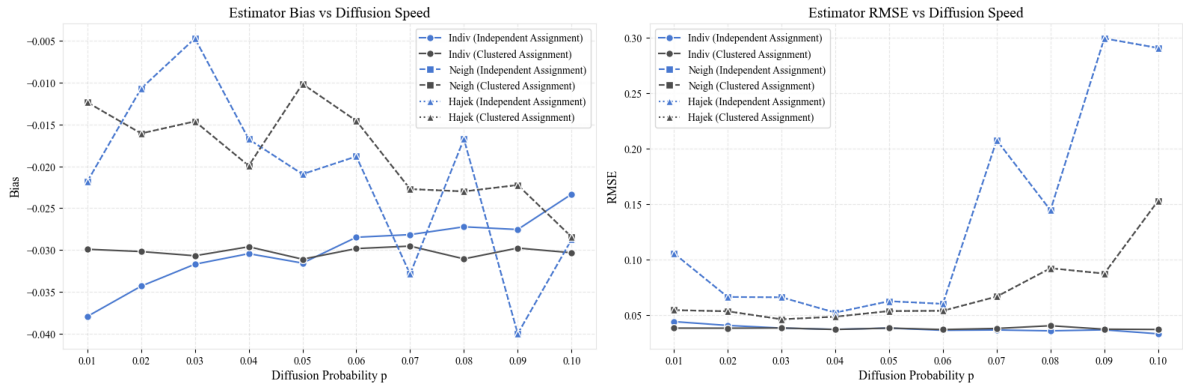 Estimator Bias vs Diffusion Speed
Bias
−0.005
−0.010
−0.015
−0.020
−0.025
−0.030
−0.035
−0.040
Indiv (Independent Assignment)
Indiv (Clustered Assignment)
Neigh (Independent Assignment)
Neigh (Clustered Assignment)
Hajek (Independent Assignment)
Hajek (Clustered Assignment)
0.01 0.02 0.03 0.04 0.05 0.06 0.07 0.08 0.09 0.10
Diffusion Probability p
Estimator RMSE vs Diffusion Speed
RMSE
0.30
0.25
0.20
0.15
0.10
0.05
Indiv (Independent Assignment)
Indiv (Clustered Assignment)
Neigh (Independent Assignment)
Neigh (Clustered Assignment)
Hajek (Independent Assignment)
Hajek (Clustered Assignment)
0.01 0.02 0.03 0.04 0.05 0.06 0.07 0.08 0.09 0.10
Diffusion Probability p